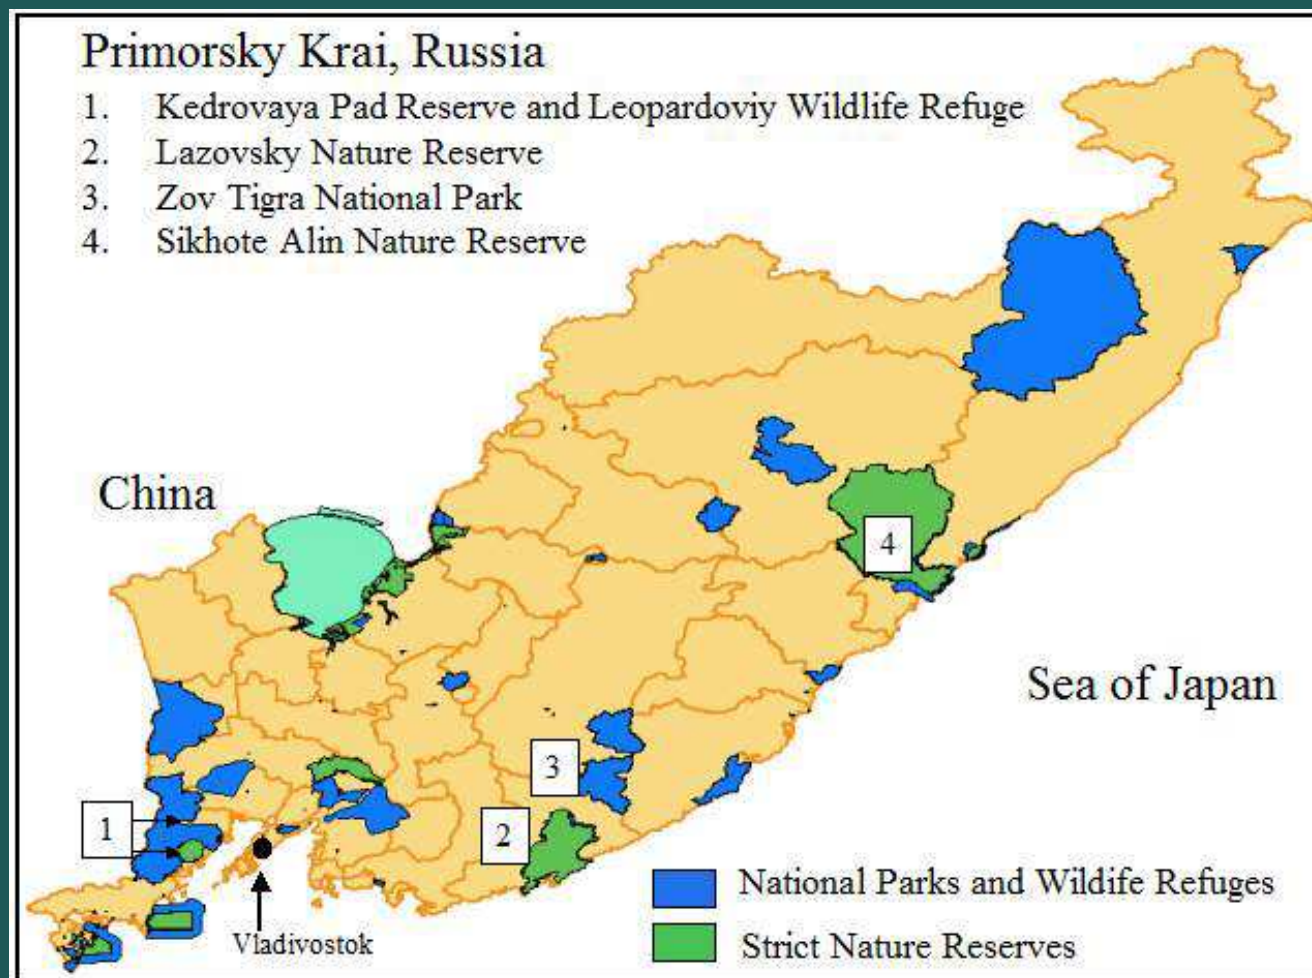 Primorsky Krai, Russia
1. Kedrovaya Pad Reserve and Leopardoviy Wildlife Refuge
2. Lazovsky Nature Reserve
3. Zov Tigra National Park
4. Sikhote Alin Nature Reserve
China
4
Sea of Japan
3
1
2
National Parks and Wildife Refuges
Vladivostok
Strict Nature Reserves